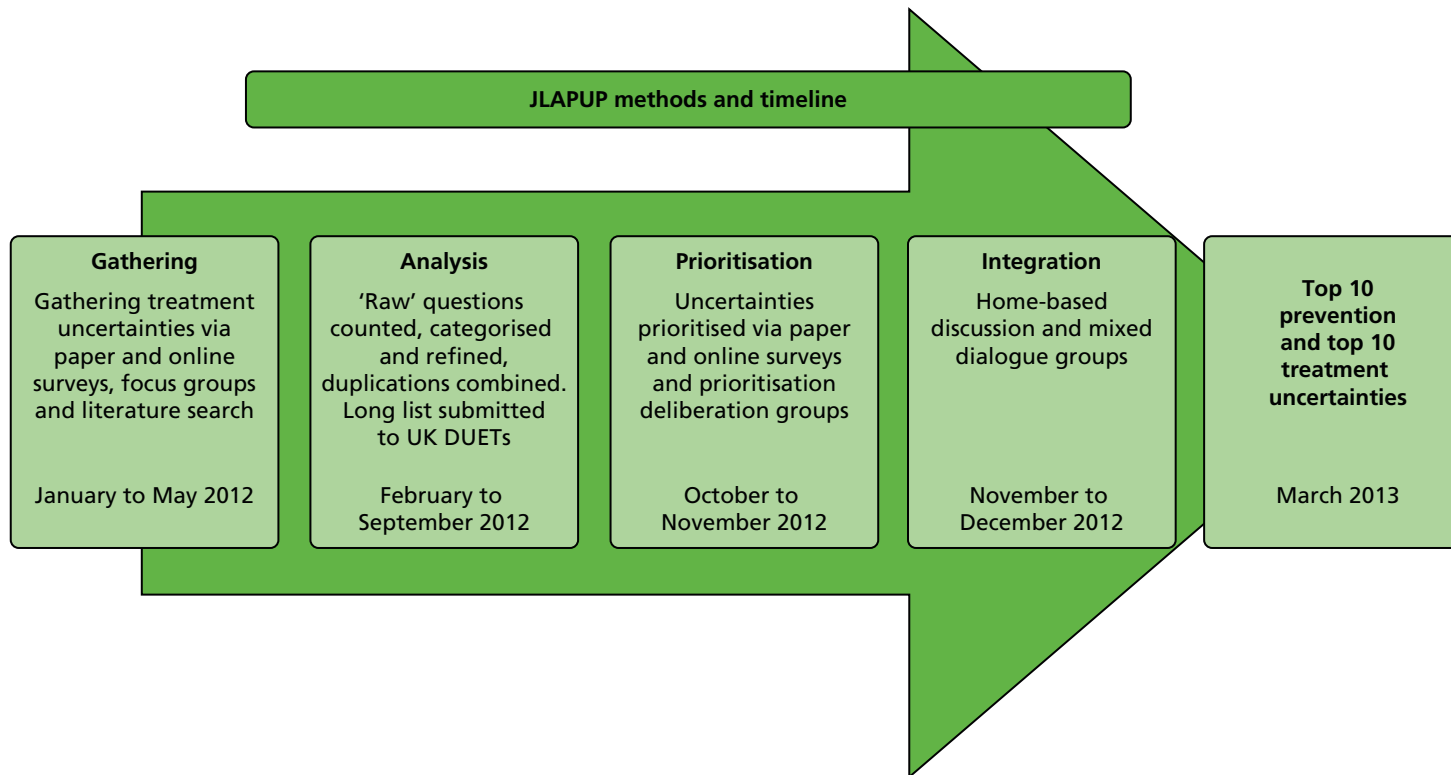 JLAPUP methods and timeline
Gathering
Gathering treatment
uncertainties via
paper and online
surveys, focus groups
and literature search
January to May 2012
Analysis
‘Raw’ questions
counted, categorised
and refined,
duplications combined.
Long list submitted
to UK DUETs
February to
September 2012
Prioritisation
Uncertainties
prioritised via paper
and online surveys
and prioritisation
deliberation groups
October to
November 2012
Integration
Home-based
discussion and mixed
dialogue groups
November to
December 2012
Top 10
prevention
and top 10
treatment
uncertainties
March 2013